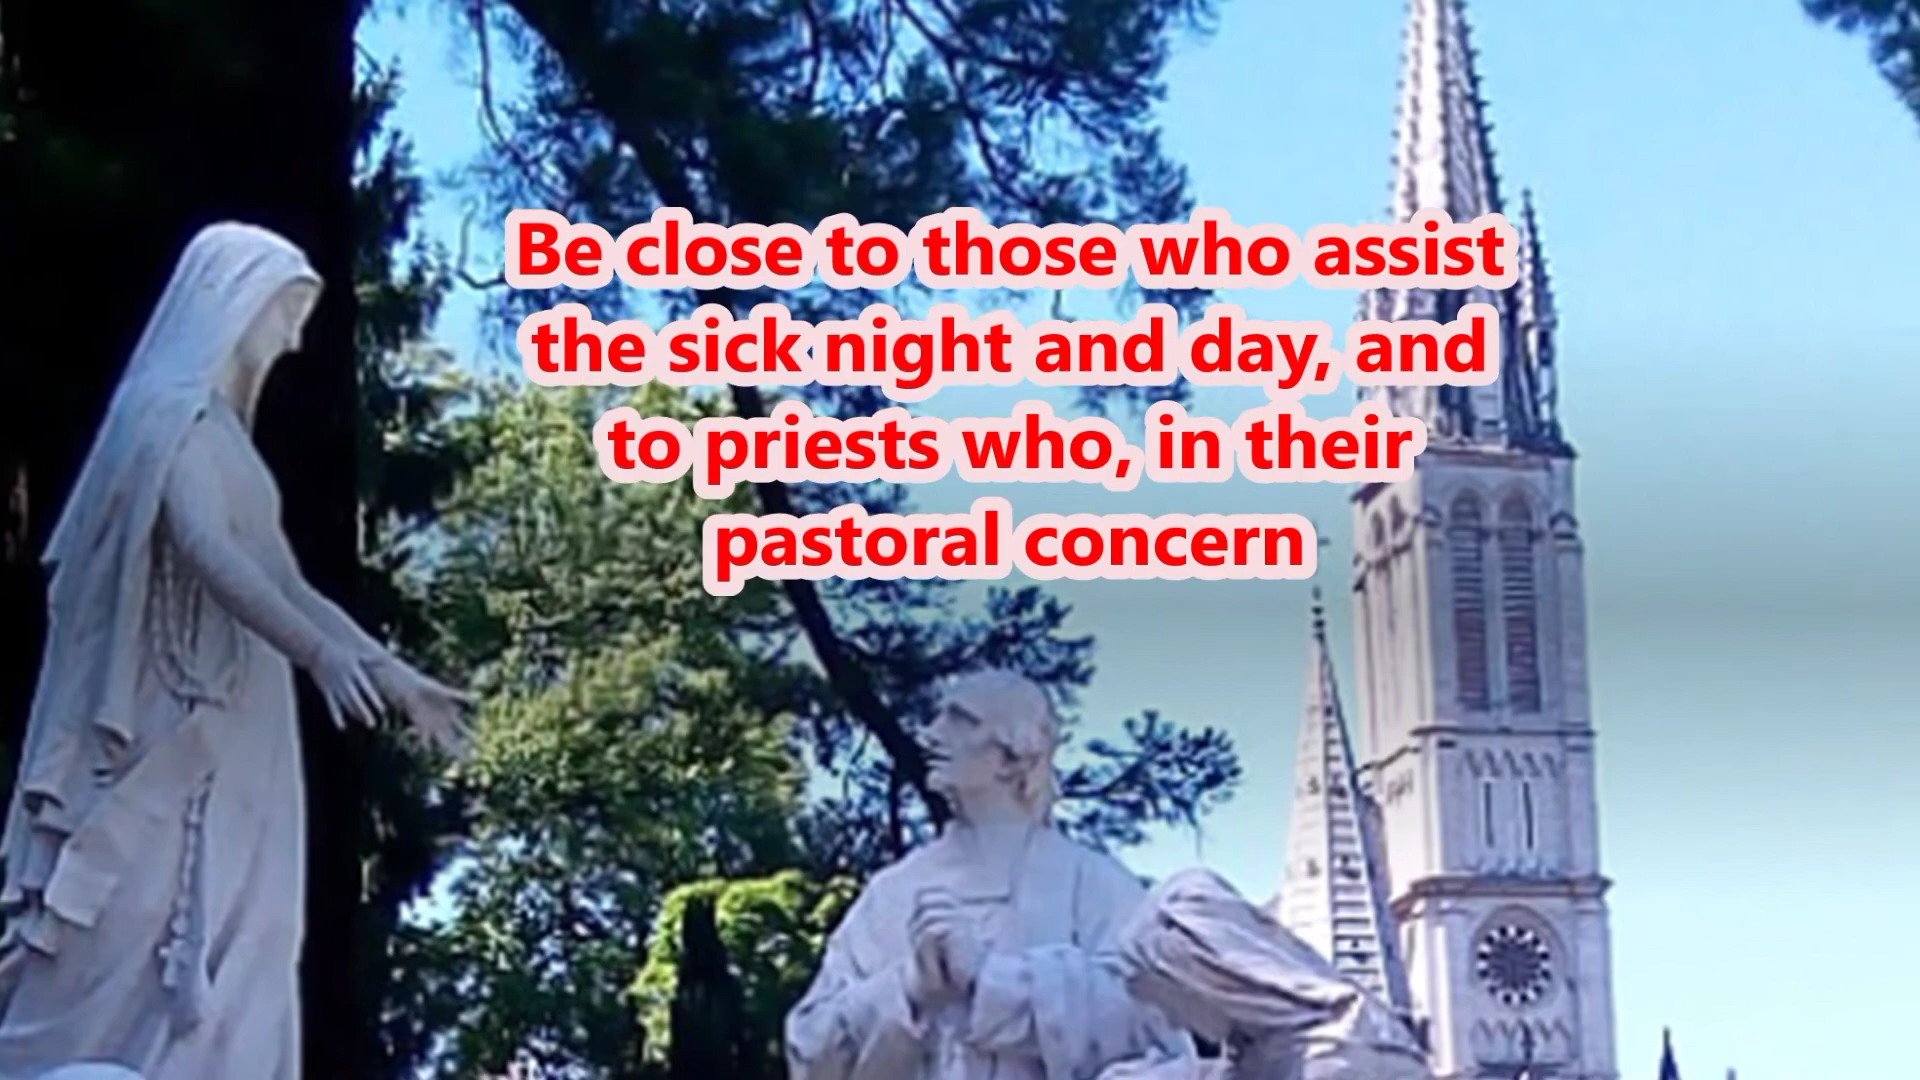 Be close to those who assist
the sick night and day, and
to priests who, in their
pastoral concern